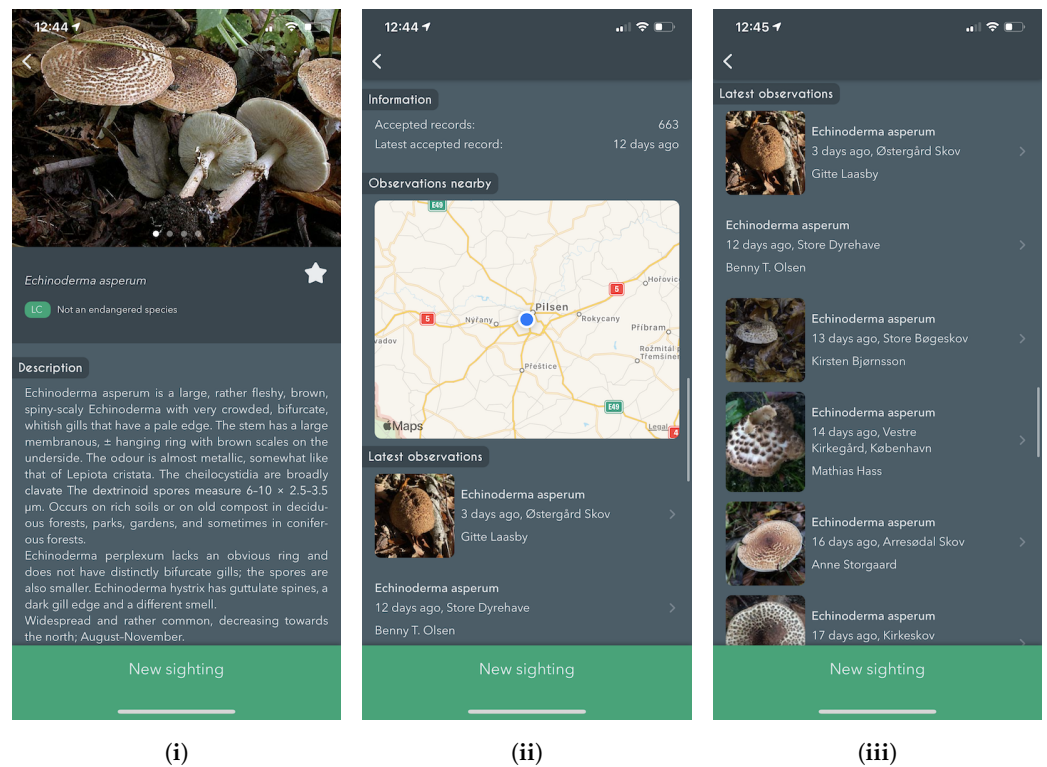 12:44
Echinoderma asperum
LC Not an endangered species
Description
Echinoderma asperum is a large, rather fleshy, brown,
spiny-scaly Echinoderma with very crowded, bifurcate,
whitish gills that have a pale edge. The stem has a large
membranous, ± hanging ring with brown scales on the
underside. The odour is almost metallic, somewhat like
that of Lepiota cristata. The cheilocystidia are broadly
clavate The dextrinoid spores measure 6–10 × 2.5–3.5
µm. Occurs on rich soils or on old compost in decidu-
ous forests, parks, gardens, and sometimes in conifer-
ous forests.
Echinoderma perplexum lacks an obvious ring and
does not have distinctly bifurcate gills; the spores are
also smaller. Echinoderma hystrix has guttulate spines, a
dark gill edge and a different smell.
Widespread and rather common, decreasing towards
the north; August–November.
New sighting
(i)
12:44
Information
Accepted records: 663
Latest accepted record: 12 days ago
Observations nearby
E49
Hořovic
5
Pilsen
5
Nýřany
Rokycany
Příbram
vadov
Rožmitál p
Třemšíner
Přeštice
E49
Maps
Legal
4
Latest observations
Echinoderma asperum
3 days ago, Østergård Skov
Gitte Laasby
Echinoderma asperum
12 days ago, Store Dyrehave
Benny T. Olsen
New sighting
(ii)
12:45
Latest observations
Echinoderma asperum
3 days ago, Østergård Skov
Gitte Laasby
Echinoderma asperum
12 days ago, Store Dyrehave
Benny T. Olsen
Echinoderma asperum
13 days ago, Store Bøgeskov
Kirsten Bjørnsson
Echinoderma asperum
14 days ago, Vestre
Kirkegård, København
Mathias Hass
Echinoderma asperum
16 days ago, Arresødal Skov
Anne Storgaard
Echinoderma asperum
17 days ago, Kirkeskov
New sighting
(iii)